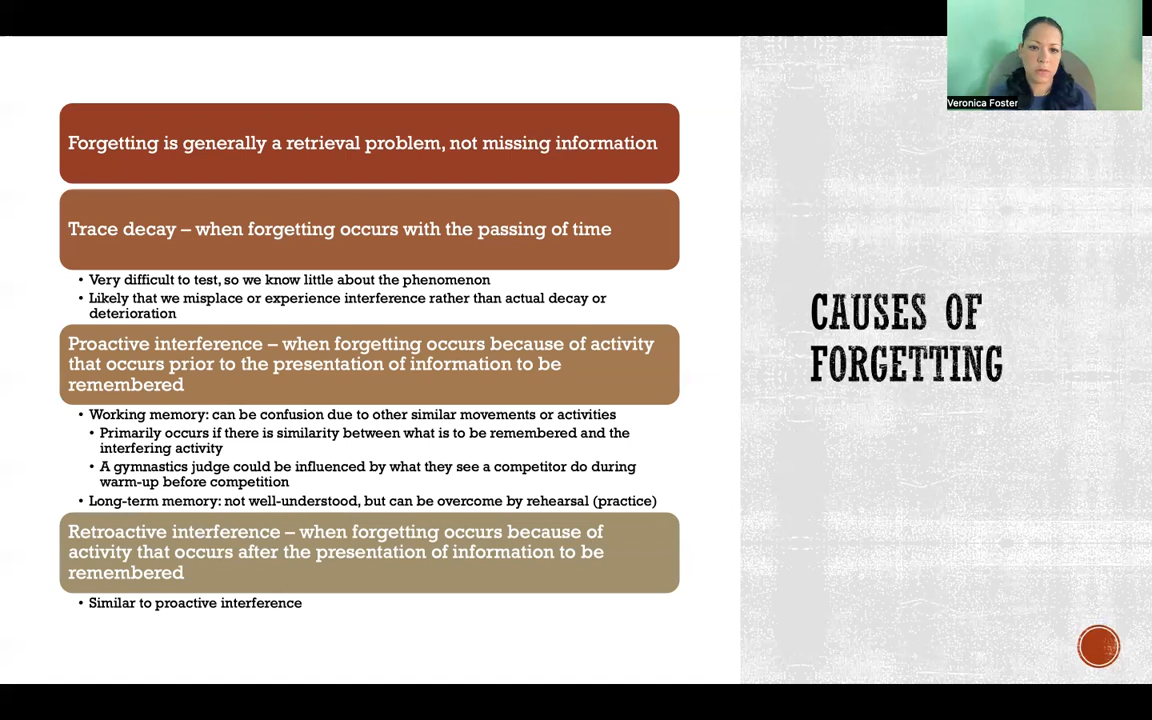 Veronica Foster
Forgetting is generally a retrieval problem, not missing information
Trace decay – when forgetting occurs with the passing of time
• Very difficult to test, so we know little about the phenomenon
• Likely that we misplace or experience interference rather than actual decay or
deterioration
Proactive interference – when forgetting occurs because of activity
that occurs prior to the presentation of information to be
remembered
• Working memory: can be confusion due to other similar movements or activities
• Primarily occurs if there is similarity between what is to be remembered and the
interfering activity
• A gymnastics judge could be influenced by what they see a competitor do during
warm-up before competition
• Long-term memory: not well-understood, but can be overcome by rehearsal (practice)
Retroactive interference – when forgetting occurs because of
activity that occurs after the presentation of information to be
remembered
• Similar to proactive interference
CAUSES OF
FORGETTING